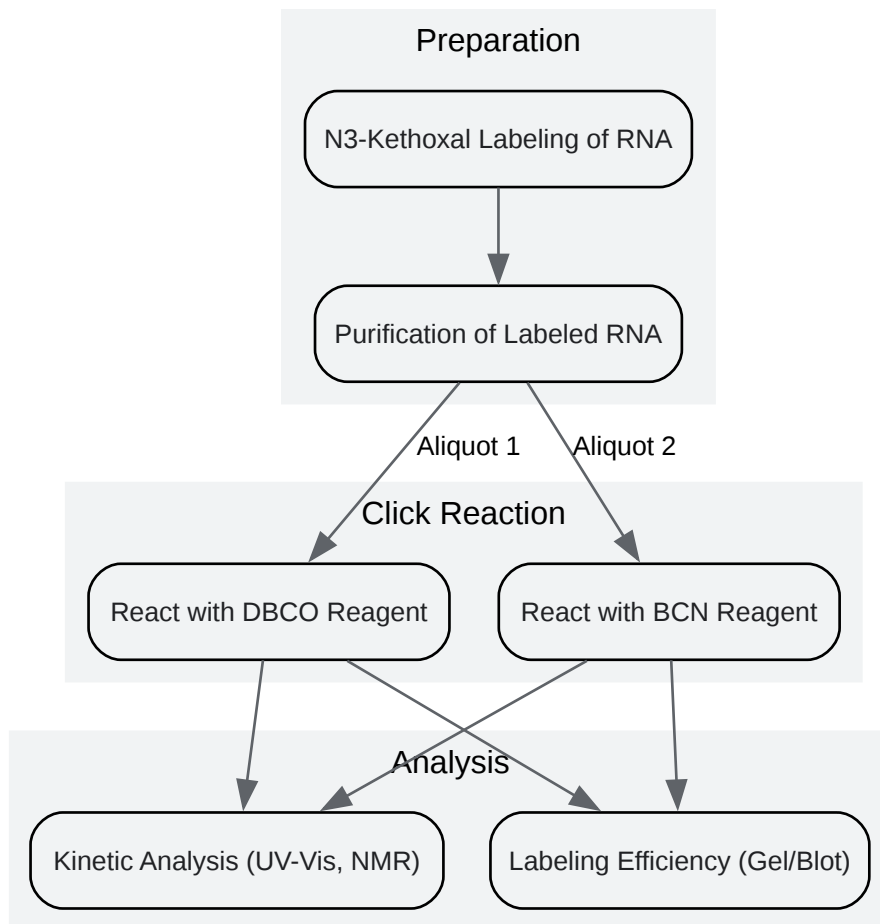 Preparation
N3-Kethoxal Labeling of RNA
Purification of Labeled RNA
Aliquot 1
Aliquot 2
Click Reaction
React with DBCO Reagent
React with BCN Reagent
Analysis
Kinetic Analysis (UV-Vis, NMR)
Labeling Efficiency (Gel/Blot)